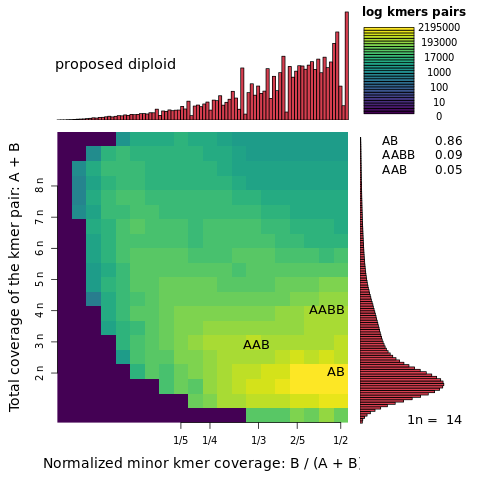 log kmers pairs
proposed diploid
2195000
193000
17000
1000
100
10
0
AB 0.86
AABB 0.09
AAB 0.05
Total coverage of the kmer pair: A + B
8 n
7 n
6 n
5 n
4 n
3 n
2 n
AABB
AAB
AB
1n = 14
1/5 1/4 1/3 2/5 1/2
Normalized minor kmer coverage: B / (A + B